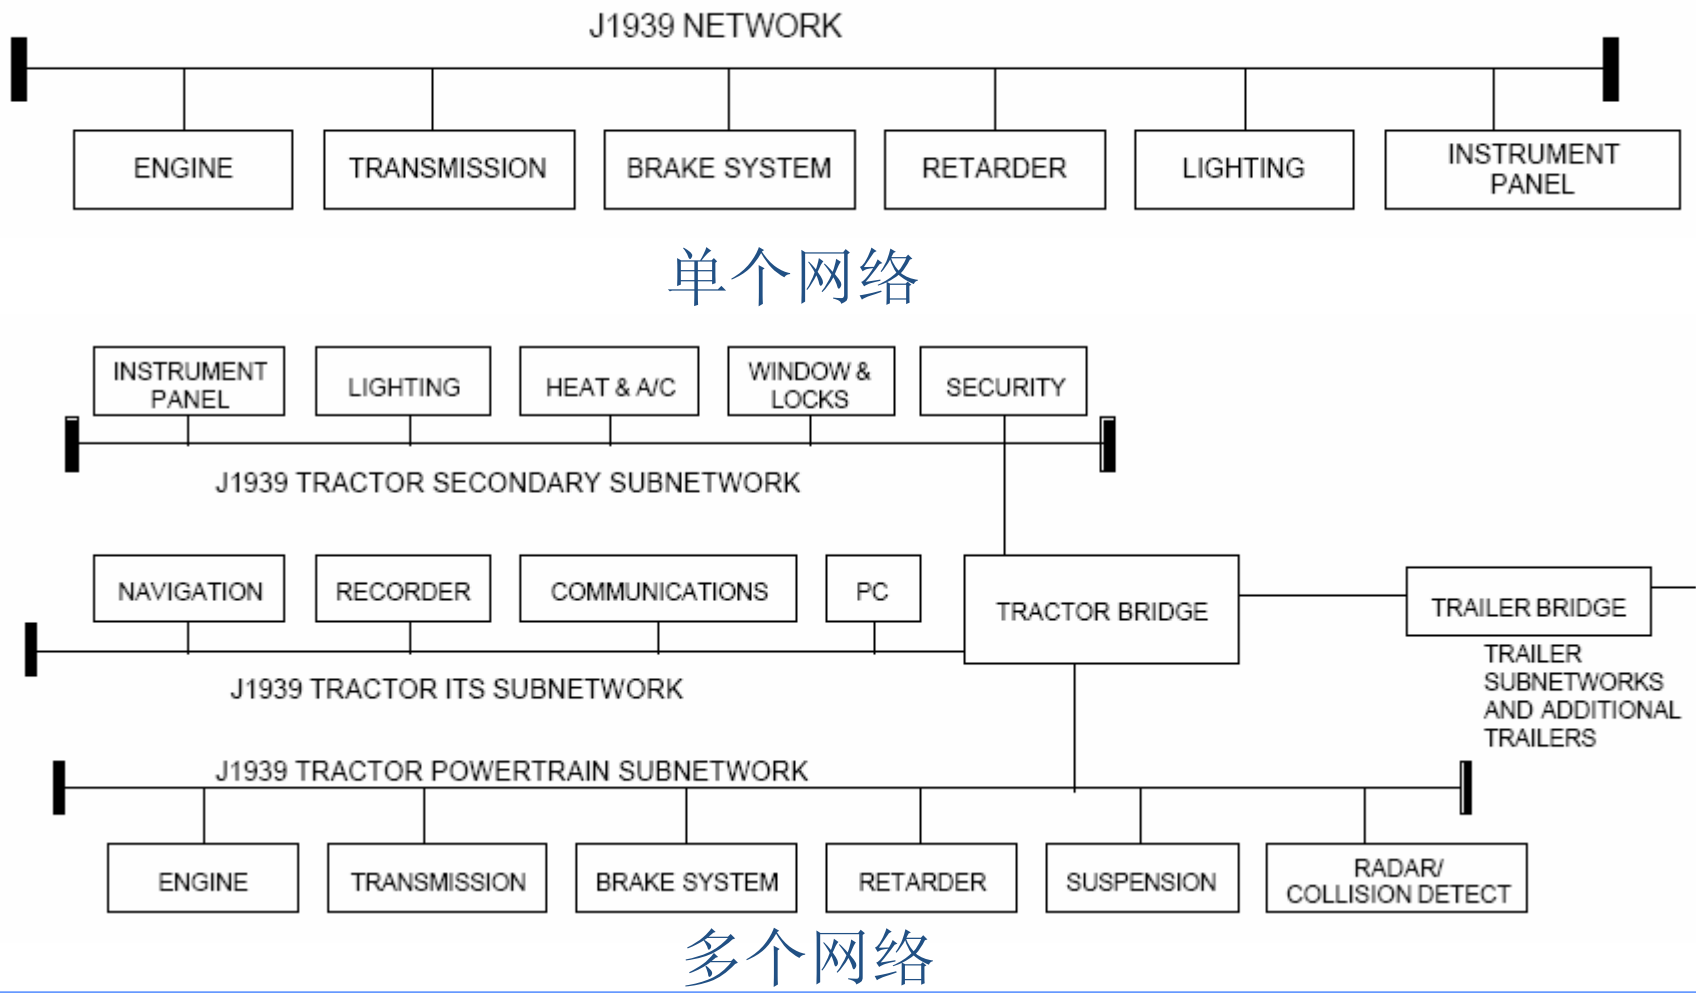 J1939 NETWORK
ENGINE
TRANSMISSION
BRAKE SYSTEM
RETARDER
LIGHTING
INSTRUMENT
PANEL
单个网络
INSTRUMENT
PANEL
LIGHTING
HEAT & A/C
WINDOW &
LOCKS
SECURITY
J1939 TRACTOR SECONDARY SUBNETWORK
NAVIGATION
RECORDER
COMMUNICATIONS
PC
TRACTOR BRIDGE
TRAILER BRIDGE
TRAILER
SUBNETWORKS
AND ADDITIONAL
TRAILERS
J1939 TRACTOR ITS SUBNETWORK
J1939 TRACTOR POWERTRAIN SUBNETWORK
ENGINE
TRANSMISSION
BRAKE SYSTEM
RETARDER
SUSPENSION
RADAR/
COLLISION DETECT
多个网络